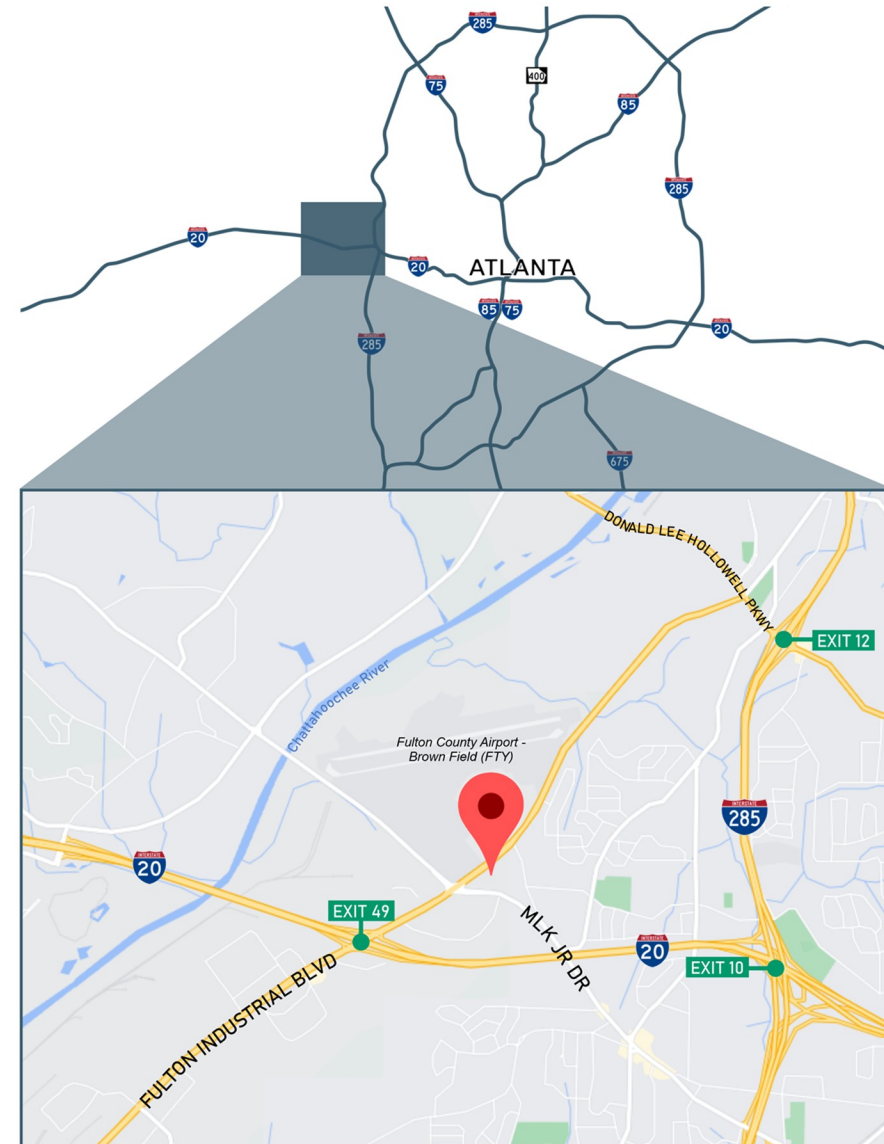 285
75
400
85
285
20
20
ATLANTA
85 75
20
285
675
DONALD LEE HOLLOWELL PKWY
EXIT 12
Chattahoochee River
Fulton County Airport -
Brown Field (FTY)
INTERSTATE
285
INTERSTATE
20
EXIT 49
MLK JR DR
INTERSTATE
20
EXIT 10
FULTON INDUSTRIAL BLVD